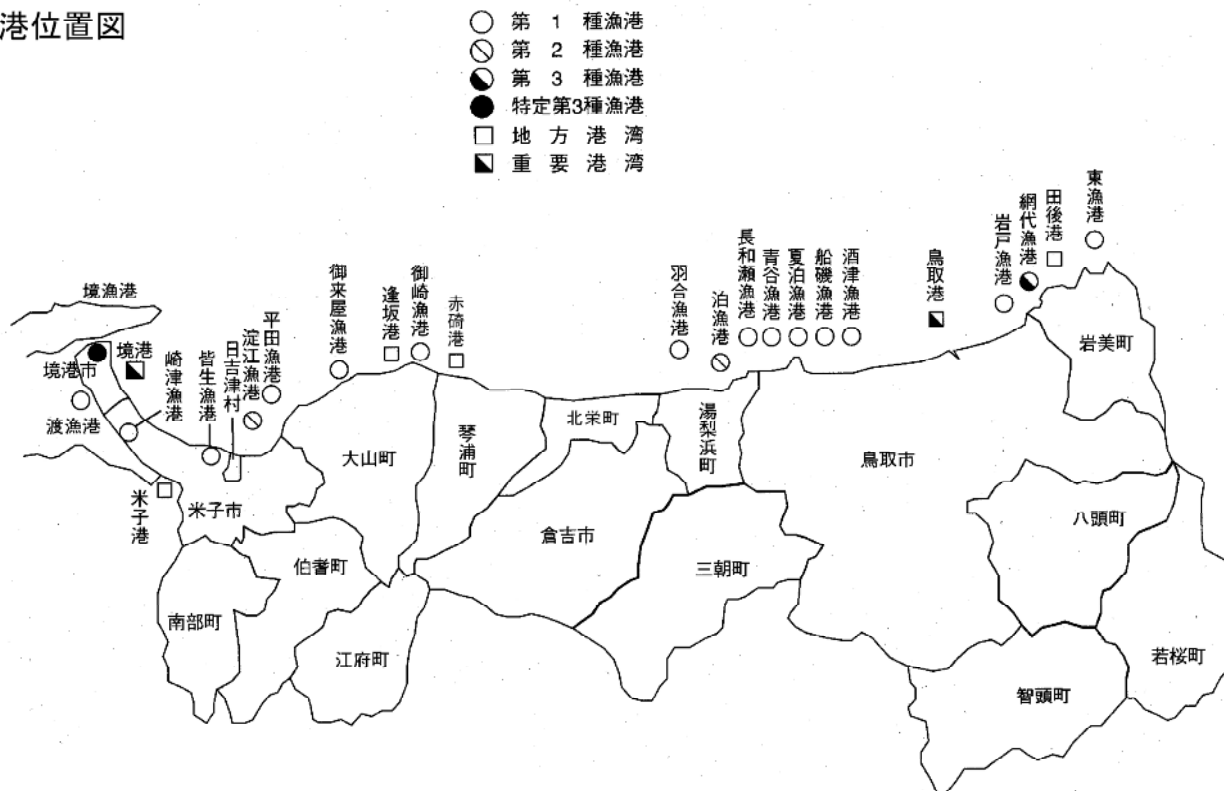 港位置図
第 1 種漁港
第 2 種漁港
第 3 種漁港
特定第3種漁港
地 方 港 湾
重 要 港 湾
東漁港
田後港
網代漁港
岩戸漁港
鳥取港
酒津漁港
船磯漁港
夏泊漁港
青谷漁港
長和瀬漁港
泊漁港
羽合漁港
赤碕港
御崎漁港
逢坂港
御来屋漁港
平田漁港
淀江漁港
日吉津村
皆生漁港
崎津漁港
境港
境漁港
境港市
渡漁港
米子港
米子市
大山町
琴浦町
北栄町
湯梨浜町
鳥取市
岩美町
八頭町
倉吉市
三朝町
伯耆町
南部町
江府町
智頭町
若桜町